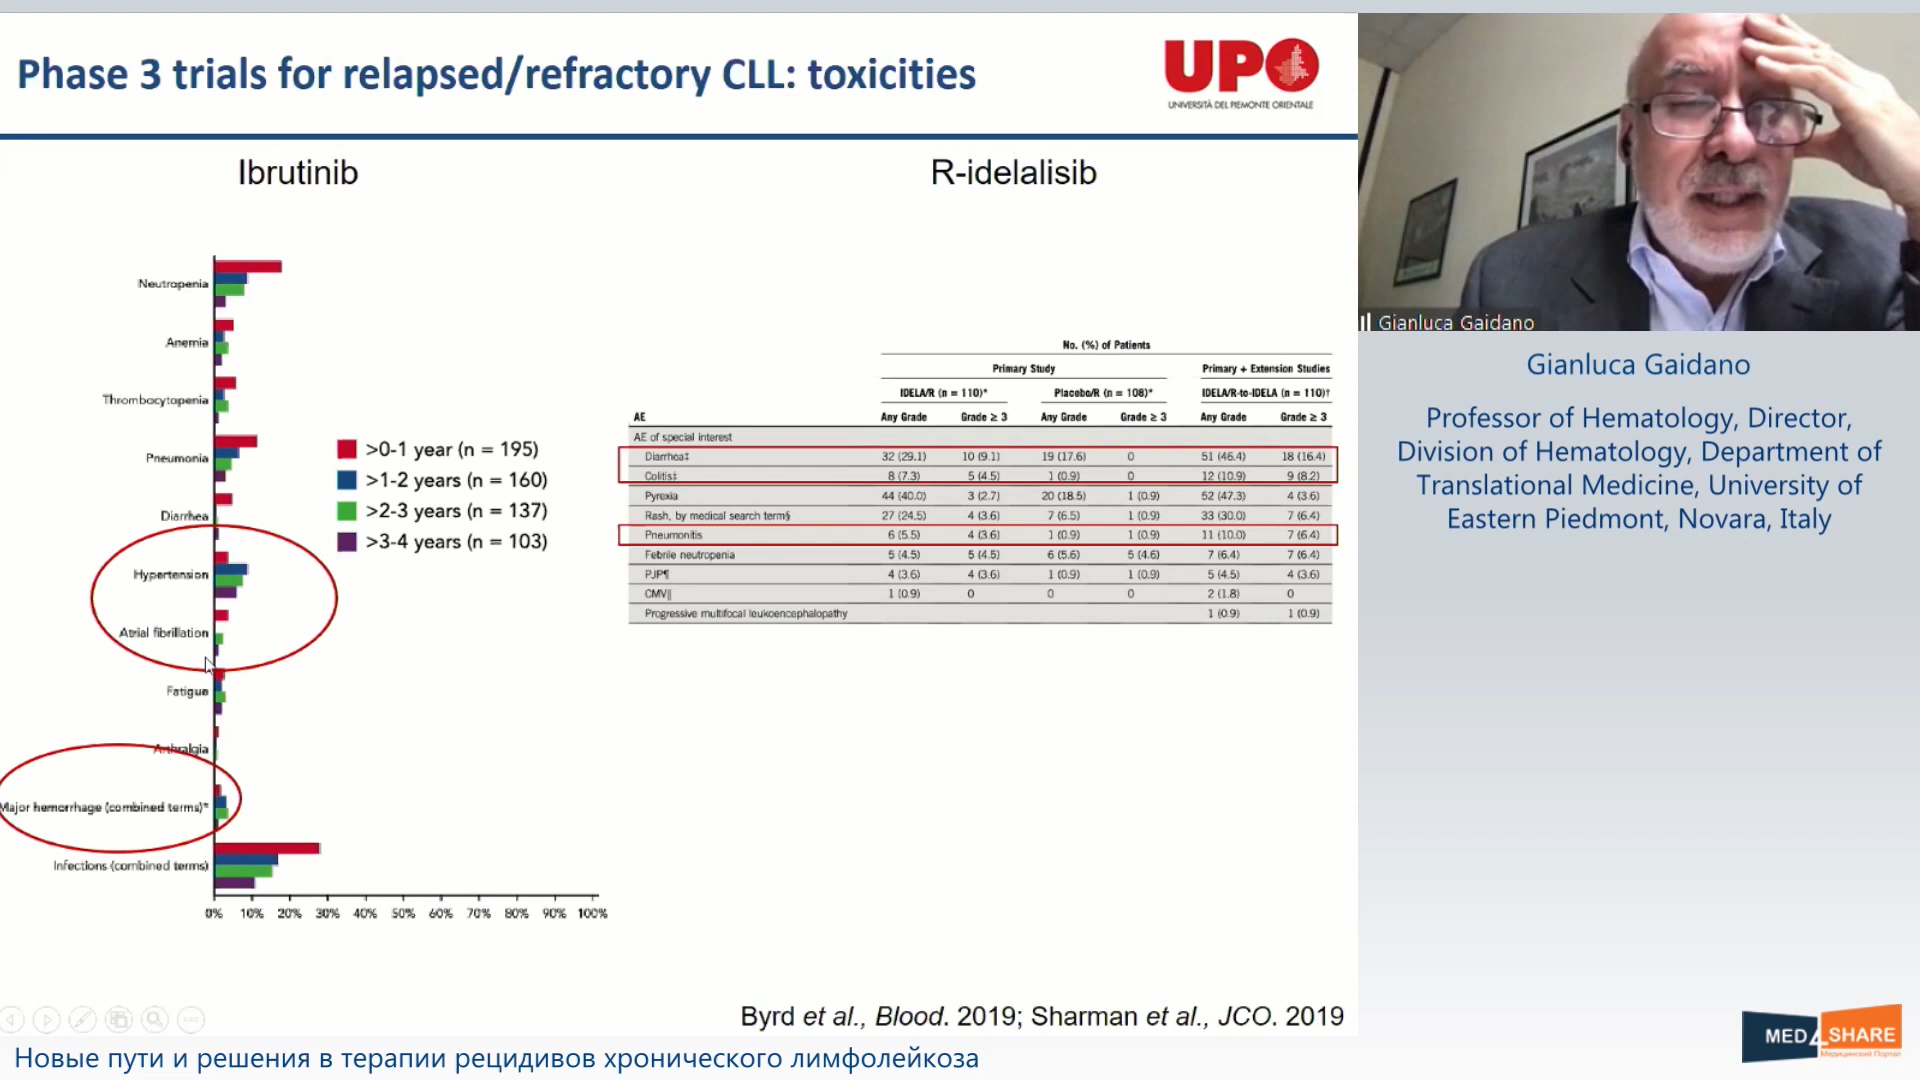 Phase 3 trials for relapsed/refractory CLL: toxicities
UPO
UNIVERSITÀ DEL PIEMONTE ORIENTALE
Ibrutinib
R-idelalisib
Neutropenia
Anemia
Thrombocytopenia
Pneumonia
Diarrhea
Hypertension
Atrial fibrillation
Fatigue
Arthralgia
Major hemorrhage (combined terms)*
Infections (combined terms)
0% 10% 20% 30% 40% 50% 60% 70% 80% 90% 100%
>0-1 year (n = 195)
>1-2 years (n = 160)
>2-3 years (n = 137)
>3-4 years (n = 103)
No. (%) of Patients
Primary Study Primary + Extension Studies
IDELA/R (n = 110)* Placebo/R (n = 108)* IDELA/R-to-IDELA (n = 110)†
AE Any Grade Grade ≥ 3 Any Grade Grade ≥ 3 Any Grade Grade ≥ 3
AE of special interest
Diarrhea‡ 32 (29.1) 10 (9.1) 19 (17.6) 0 51 (46.4) 18 (16.4)
Colitis‡ 8 (7.3) 5 (4.5) 1 (0.9) 0 12 (10.9) 9 (8.2)
Pyrexia 44 (40.0) 3 (2.7) 20 (18.5) 1 (0.9) 52 (47.3) 4 (3.6)
Rash, by medical search term§ 27 (24.5) 4 (3.6) 7 (6.5) 1 (0.9) 33 (30.0) 7 (6.4)
Pneumonitis 6 (5.5) 4 (3.6) 1 (0.9) 1 (0.9) 11 (10.0) 7 (6.4)
Febrile neutropenia 5 (4.5) 5 (4.5) 6 (5.6) 5 (4.6) 7 (6.4) 7 (6.4)
PJP¶ 4 (3.6) 4 (3.6) 1 (0.9) 1 (0.9) 5 (4.5) 4 (3.6)
CMV‖ 1 (0.9) 0 0 0 2 (1.8) 0
Progressive multifocal leukoencephalopathy 1 (0.9) 1 (0.9)
Byrd et al., Blood. 2019; Sharman et al., JCO. 2019
Новые пути и решения в терапии рецидивов хронического лимфолейкоза
Gianluca Gaidano
Gianluca Gaidano
Professor of Hematology, Director,
Division of Hematology, Department of
Translational Medicine, University of
Eastern Piedmont, Novara, Italy
MED4SHARE
Медицинский Портал